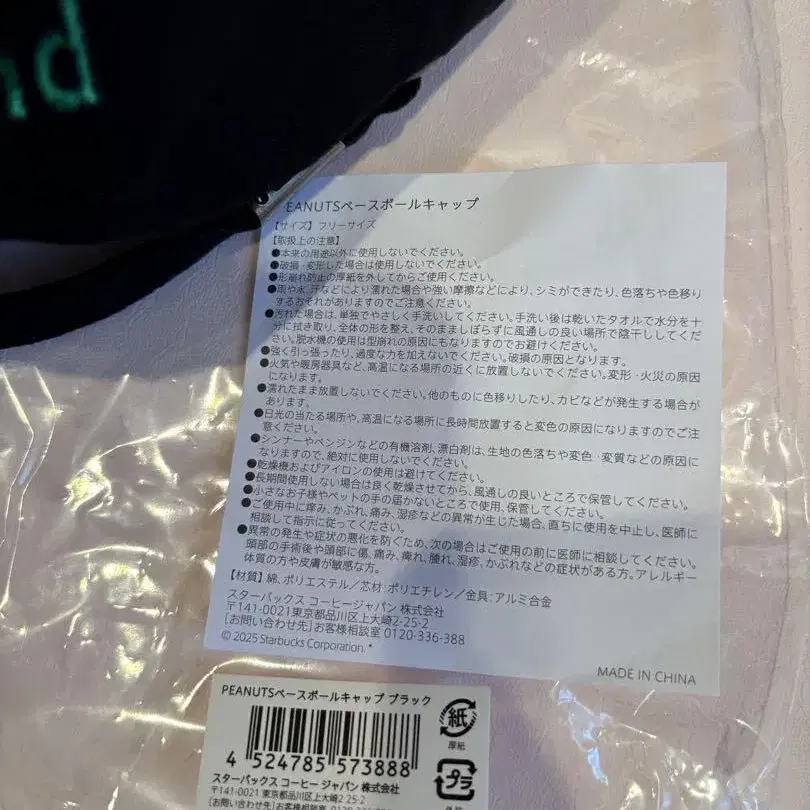 nd
PEANUTSベースボールキャップ
【サイズ】フリーサイズ
【取扱上の注意】
●本来の用途以外に使用しないでください。
●破損・変形した場合は使用しないでください。
●形崩れ防止の厚紙を外してからご使用ください。
●雨や水、汗などにより濡れた場合や強い摩擦などにより、シミができたり、色落ちや色移り
するおそれがありますのでご注意ください。
●汚れた場合は、単独でやさしく手洗いしてください。手洗い後は乾いたタオルで水分を十
分に拭き取り、全体の形を整え、そのまましぼらずに風通しの良い場所で陰干ししてくだ
さい。脱水機の使用は型崩れの原因にもなりますのでお避けください。
●強く引っ張ったり、過度な力を加えないでください。破損の原因となります。
●火気や暖房器具など、高温になる場所の近くに放置しないでください。変形・火災の原因
になります。
●濡れたまま放置しないでください。他のものに色移りしたり、カビなどが発生する場合が
あります。
●日光の当たる場所や、高温になる場所に長時間放置すると変色の原因になりますのでご注
意ください。
●シンナーやベンジンなどの有機溶剤、漂白剤は、生地の色落ちや変色・変質などの原因に
なりますので、絶対に使用しないでください。
●乾燥機およびアイロンの使用は避けてください。
●長期間使用しない場合は良く乾燥させてから、風通しの良いところで保管してください。
●小さなお子様やペットの手の届かないところで使用、保管してください。
●ご使用中に痒み、かぶれ、痛み、湿疹などの異常が生じた場合、直ちに使用を中止し、医師に
相談して指示に従ってください。
●異常の発生や症状の悪化を防ぐため、次の場合はご使用の前に医師に相談してください。
頭部の手術後や頭部に傷、痛み、痺れ、腫れ、湿疹、かぶれなどの症状がある方。アレルギー
体質の方や皮膚が敏感な方。
【材質】綿、ポリエステル/芯材:ポリエチレン/金具:アルミ合金
スターバックス コーヒージャパン 株式会社
〒141-0021東京都品川区上大崎2-25-2
[お問い合わせ先]お客様相談室 0120-336-388
© 2025 Starbucks Corporation. *
MADE IN CHINA
PEANUTSベースボールキャップ ブラック
紙
厚紙
4 524785 573888
プラ
スターバックス コーヒー ジャパン 株式会社
〒141-0021 東京都品川区上大崎2-25-2
[お問い合わせ先]お客様相談室